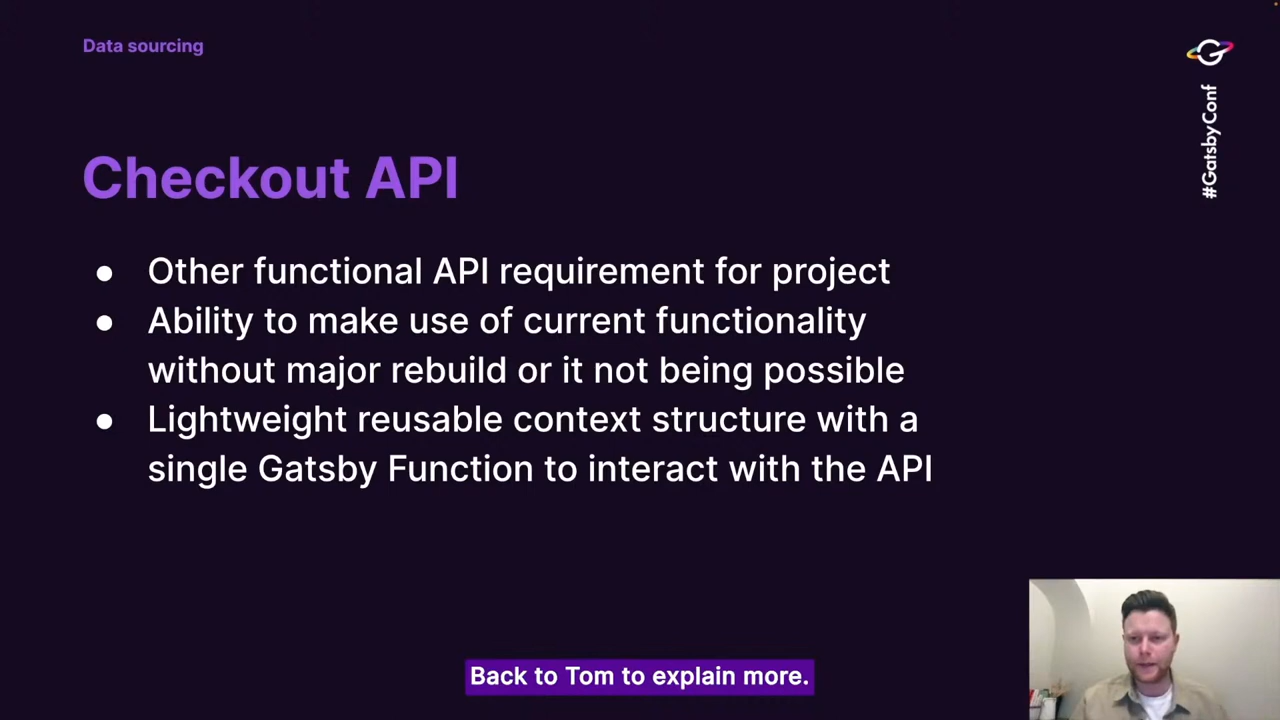 Data sourcing
#GatsbyConf
Checkout API
● Other functional API requirement for project
● Ability to make use of current functionality
without major rebuild or it not being possible
● Lightweight reusable context structure with a
single Gatsby Function to interact with the API
Back to Tom to explain more.